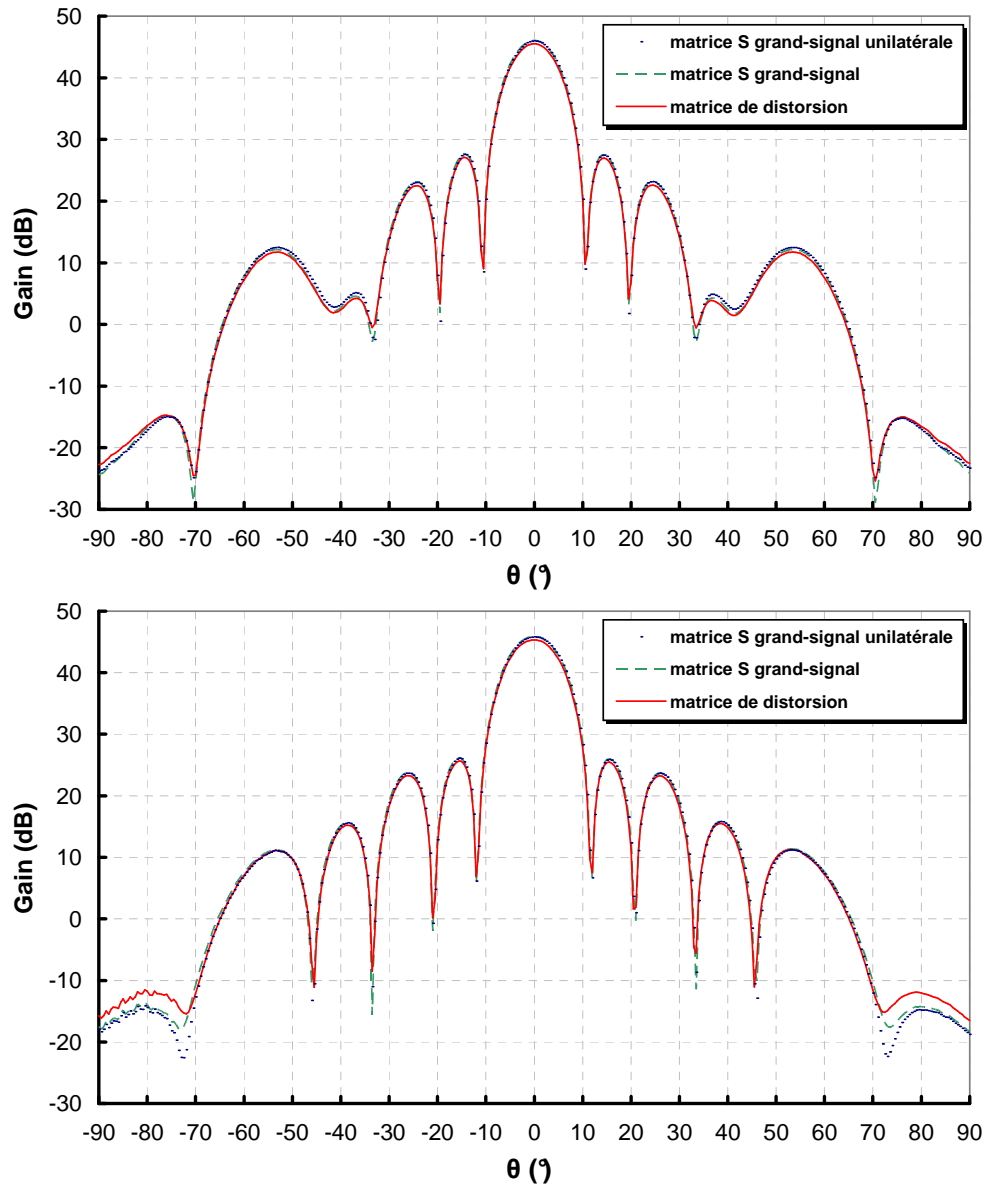 50
40
30
20
10
0
-10
-20
-30
Gain (dB)
matrice S grand-signal unilatérale
matrice S grand-signal
matrice de distorsion
-90 -80 -70 -60 -50 -40 -30 -20 -10 0 10 20 30 40 50 60 70 80 90
θ (°)
50
40
30
20
10
0
-10
-20
-30
Gain (dB)
matrice S grand-signal unilatérale
matrice S grand-signal
matrice de distorsion
-90 -80 -70 -60 -50 -40 -30 -20 -10 0 10 20 30 40 50 60 70 80 90
θ (°)